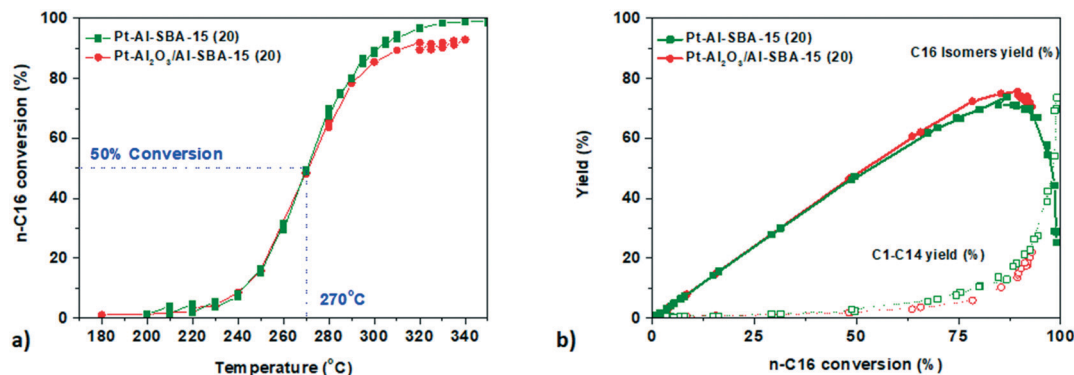 100
80
60
40
20
0
n-C16 conversion (%)
Pt-Al-SBA-15 (20)
Pt-Al₂O₃/Al-SBA-15 (20)
50% Conversion
270°C
180 200 220 240 260 280 300 320 340
Temperature (°C)
a)
100
80
60
40
20
0
Yield (%)
Pt-Al-SBA-15 (20)
Pt-Al₂O₃/Al-SBA-15 (20)
C16 Isomers yield (%)
C1-C14 yield (%)
0 25 50 75 100
n-C16 conversion (%)
b)